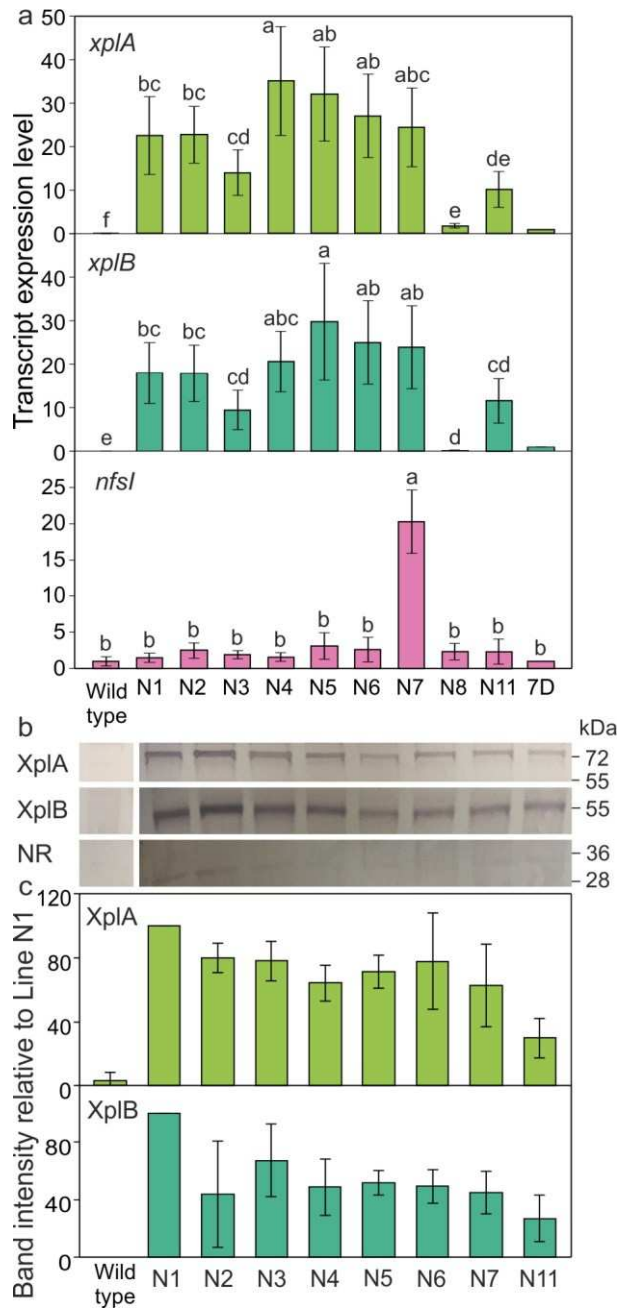 a
Transcript expression level
50
40
30
20
10
0
xplA
f
bc
bc
cd
a
ab
ab
abc
e
de
40
30
20
10
0
xplB
e
bc
bc
cd
abc
a
ab
ab
d
cd
25
20
15
10
5
0
nfsI
b
b
b
b
b
b
b
a
b
b
b
Wild type
N1
N2
N3
N4
N5
N6
N7
N8
N11
7D
b
kDa
XplA
72
55
XplB
55
NR
36
28
c
Band intensity relative to Line N1
120
80
40
0
XplA
80
40
0
XplB
Wild type
N1
N2
N3
N4
N5
N6
N7
N11